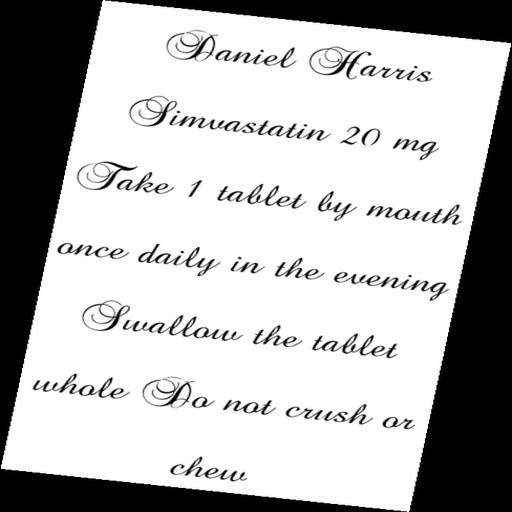 Daniel Harris
Simvastatin 20 mg
Take 1 tablet by mouth
once daily in the evening
Swallow the tablet
whole Do not crush or
chew